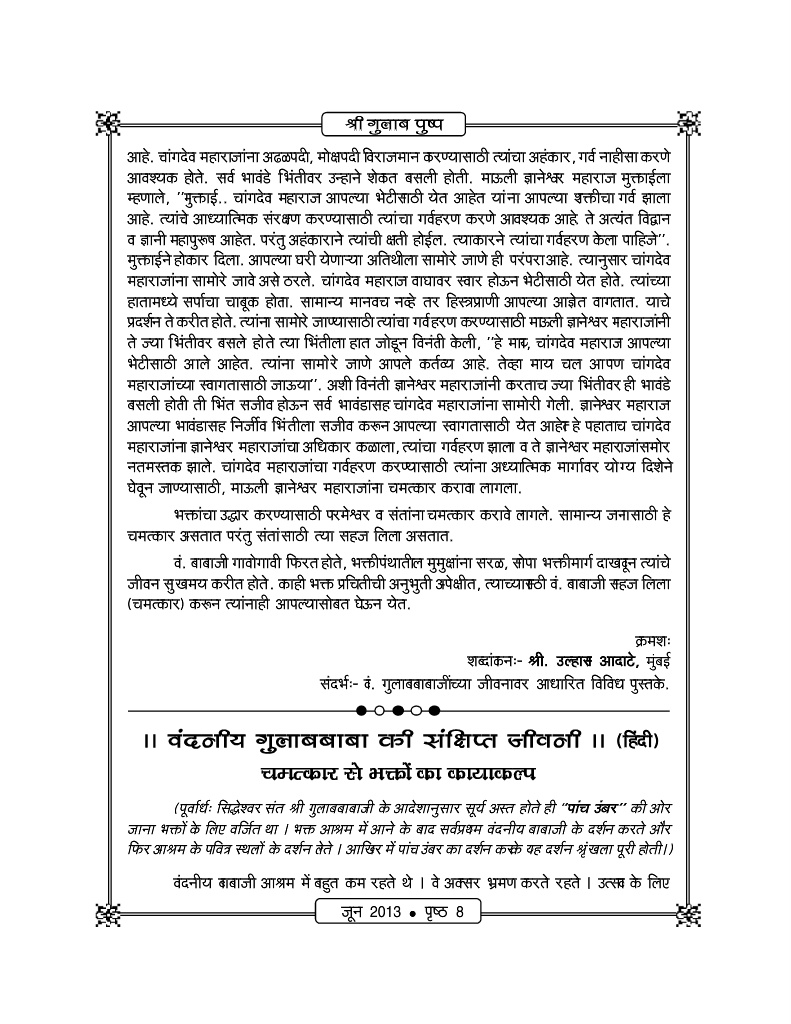 श्री गुलाब पुष्प
आहे. चांगदेव महाराजांना अढळपदी, मोक्षपदी विराजमान करण्यासाठी त्यांचा अहंकार, गर्व नाहीसा करणे
आवश्यक होते. सर्व भावंडे भिंतीवर उन्हाने शेकत बसली होती. माऊली ज्ञानेश्वर महाराज मुक्ताईला
म्हणाले, ''मुक्ताई.. चांगदेव महाराज आपल्या भेटीसाठी येत आहेत यांना आपल्या शक्तीचा गर्व झाला
आहे. त्यांचे आध्यात्मिक संरक्षण करण्यासाठी त्यांचा गर्वहरण करणे आवश्यक आहे. ते अत्यंत विद्वान
व ज्ञानी महापुरूष आहेत. परंतु अहंकाराने त्यांची क्षती होईल. त्याकारने त्यांचा गर्वहरण केला पाहिजे''.
मुक्ताईने होकार दिला. आपल्या घरी येणाऱ्या अतिथीला सामोरे जाणे ही परंपरा आहे. त्यानुसार चांगदेव
महाराजांना सामोरे जावे असे ठरले. चांगदेव महाराज वाघावर स्वार होऊन भेटीसाठी येत होते. त्यांच्या
हातामध्ये सर्पाचा चाबूक होता. सामान्य मानवच नव्हे तर हिस्त्रप्राणी आपल्या आज्ञेत वागतात. याचे
प्रदर्शन ते करीत होते. त्यांना सामोरे जाण्यासाठी त्यांचा गर्वहरण करण्यासाठी माऊली ज्ञानेश्वर महाराजांनी
ते ज्या भिंतीवर बसले होते त्या भिंतीला हात जोडून विनंती केली, ''हे माय, चांगदेव महाराज आपल्या
भेटीसाठी आले आहेत. त्यांना सामोरे जाणे आपले कर्तव्य आहे. तेव्हा माय चल आपण चांगदेव
महाराजांच्या स्वागतासाठी जाऊया''. अशी विनंती ज्ञानेश्वर महाराजांनी करताच ज्या भिंतीवर ही भावंडे
बसली होती ती भिंत सजीव होऊन सर्व भावंडासह चांगदेव महाराजांना सामोरी गेली. ज्ञानेश्वर महाराज
आपल्या भावंडासह निर्जीव भिंतीला सजीव करून आपल्या स्वागतासाठी येत आहेत हे पहाताच चांगदेव
महाराजांना ज्ञानेश्वर महाराजांचा अधिकार कळाला, त्यांचा गर्वहरण झाला व ते ज्ञानेश्वर महाराजांसमोर
नतमस्तक झाले. चांगदेव महाराजांचा गर्वहरण करण्यासाठी त्यांना अध्यात्मिक मार्गावर योग्य दिशेने
घेवून जाण्यासाठी, माऊली ज्ञानेश्वर महाराजांना चमत्कार करावा लागला.
भक्तांचा उद्धार करण्यासाठी परमेश्वर व संतांना चमत्कार करावे लागले. सामान्य जनासाठी हे
चमत्कार असतात परंतु संतांसाठी त्या सहज लिला असतात.
वं. बाबाजी गावोगावी फिरत होते, भक्तीपंथातील मुमुक्षांना सरळ, सोपा भक्तीमार्ग दाखवून त्यांचे
जीवन सुखमय करीत होते. काही भक्त प्रचितीची अनुभुती अपेक्षीत, त्याच्यासाठी वं. बाबाजी सहज लिला
(चमत्कार) करून त्यांनाही आपल्यासोबत घेऊन येत.
क्रमशः
शब्दांकनः- श्री. उल्हास आदाटे, मुंबई
संदर्भः- वं. गुलाबबाबाजींच्या जीवनावर आधारित विविध पुस्तके.
।। वंदनीय गुलाबबाबा की संक्षिप्त जीवनी ।। (हिंदी)
चमत्कार से भक्तों का कायाकल्प
(पूर्वार्धः सिद्धेश्वर संत श्री गुलाबबाबाजी के आदेशानुसार सूर्य अस्त होते ही ''पांच उंबर'' की ओर
जाना भक्तों के लिए वर्जित था । भक्त आश्रम में आने के बाद सर्वप्रथम वंदनीय बाबाजी के दर्शन करते और
फिर आश्रम के पवित्र स्थलों के दर्शन लेते । आखिर में पांच उंबर का दर्शन करके यह दर्शन श्रृंखला पूरी होती।)
वंदनीय बाबाजी आश्रम में बहुत कम रहते थे । वे अक्सर भ्रमण करते रहते । उत्सव के लिए
जून 2013 ● पृष्ठ 8